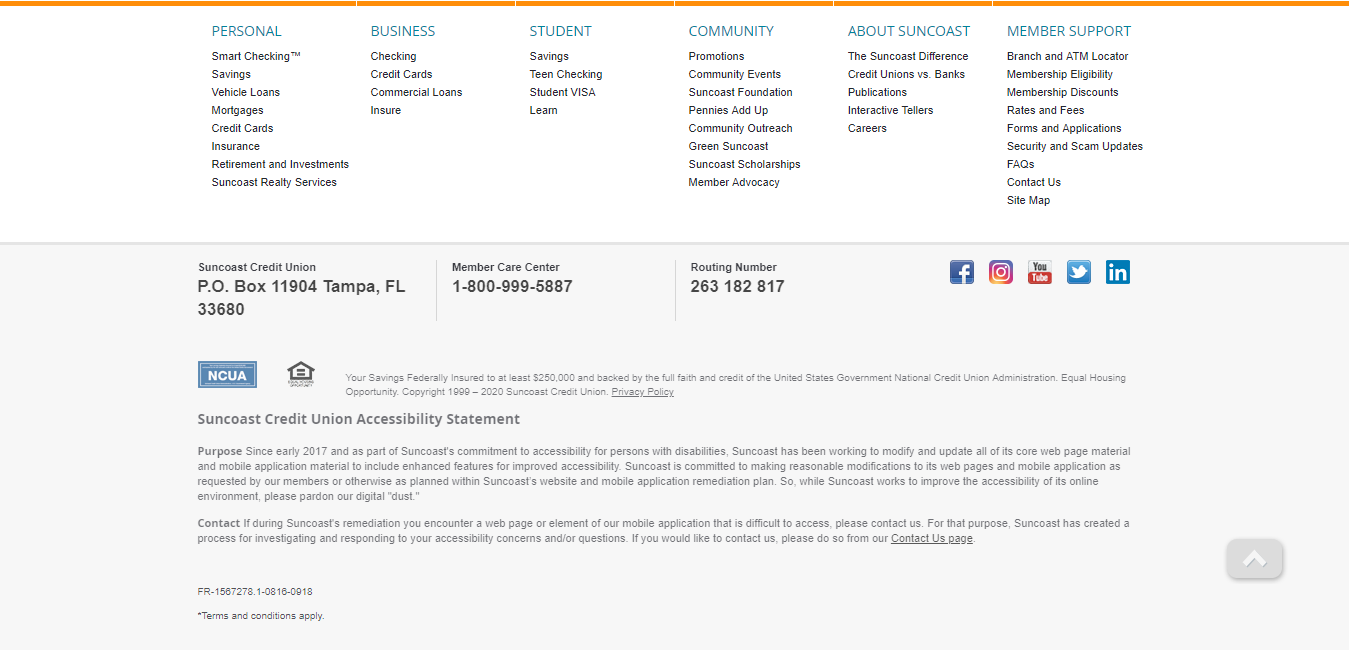 PERSONAL
Smart Checking™
Savings
Vehicle Loans
Mortgages
Credit Cards
Insurance
Retirement and Investments
Suncoast Realty Services
BUSINESS
Checking
Credit Cards
Commercial Loans
Insure
STUDENT
Savings
Teen Checking
Student VISA
Learn
COMMUNITY
Promotions
Community Events
Suncoast Foundation
Pennies Add Up
Community Outreach
Green Suncoast
Suncoast Scholarships
Member Advocacy
ABOUT SUNCOAST
The Suncoast Difference
Credit Unions vs. Banks
Publications
Interactive Tellers
Careers
MEMBER SUPPORT
Branch and ATM Locator
Membership Eligibility
Membership Discounts
Rates and Fees
Forms and Applications
Security and Scam Updates
FAQs
Contact Us
Site Map
Suncoast Credit Union
P.O. Box 11904 Tampa, FL
33680
Member Care Center
1-800-999-5887
Routing Number
263 182 817
You
Tube
in
NCUA
Your Savings Federally Insured to at least $250,000 and backed by the full faith and credit of the United States Government National Credit Union Administration. Equal Housing
Opportunity. Copyright 1999 – 2020 Suncoast Credit Union. Privacy Policy
Suncoast Credit Union Accessibility Statement
Purpose Since early 2017 and as part of Suncoast's commitment to accessibility for persons with disabilities, Suncoast has been working to modify and update all of its core web page material
and mobile application material to include enhanced features for improved accessibility. Suncoast is committed to making reasonable modifications to its web pages and mobile application as
requested by our members or otherwise as planned within Suncoast's website and mobile application remediation plan. So, while Suncoast works to improve the accessibility of its online
environment, please pardon our digital "dust."
Contact If during Suncoast's remediation you encounter a web page or element of our mobile application that is difficult to access, please contact us. For that purpose, Suncoast has created a
process for investigating and responding to your accessibility concerns and/or questions. If you would like to contact us, please do so from our Contact Us page.
FR-1567278.1-0816-0918
*Terms and conditions apply.